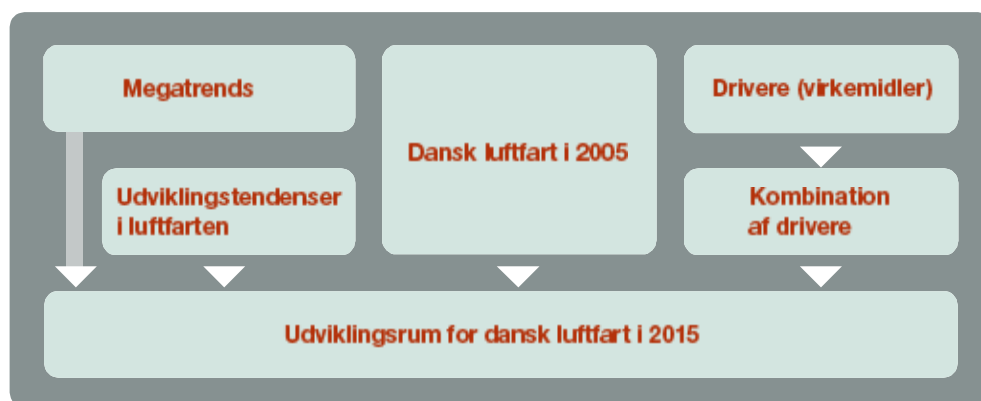 Megatrends
Udviklingstendenser
i luftfarten
Dansk luftfart i 2005
Drivere (virkemidler)
Kombination
af drivere
Udviklingsrum for dansk luftfart i 2015